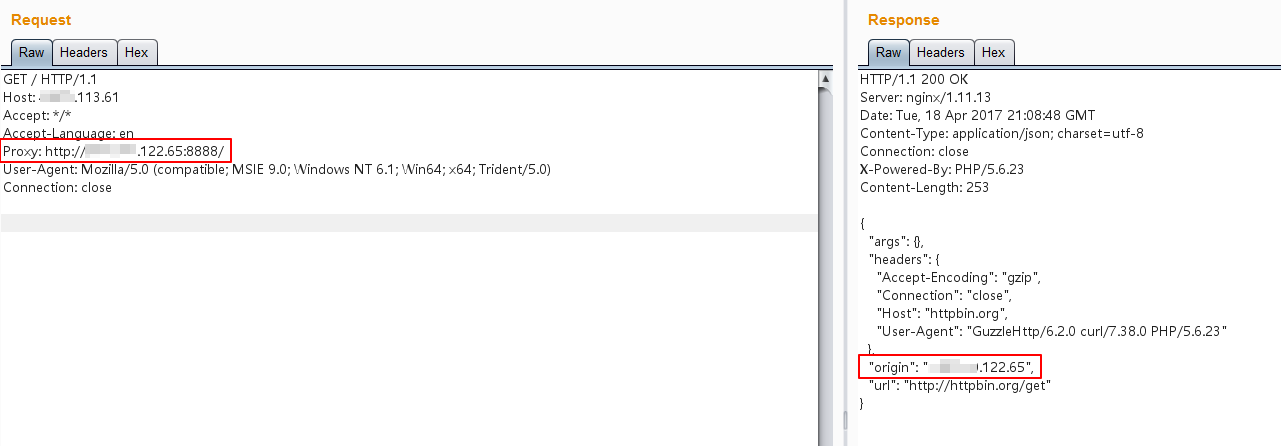 Request
Raw Headers Hex
GET / HTTP/1.1
Host: .113.61
Accept: */*
Accept-Language: en
Proxy: http:// .122.65:8888/
User-Agent: Mozilla/5.0 (compatible; MSIE 9.0; Windows NT 6.1; Win64; x64; Trident/5.0)
Connection: close
Response
Raw Headers Hex
HTTP/1.1 200 OK
Server: nginx/1.11.13
Date: Tue, 18 Apr 2017 21:08:48 GMT
Content-Type: application/json; charset=utf-8
Connection: close
X-Powered-By: PHP/5.6.23
Content-Length: 253
{
"args": {},
"headers": {
"Accept-Encoding": "gzip",
"Connection": "close",
"Host": "httpbin.org",
"User-Agent": "GuzzleHttp/6.2.0 curl/7.38.0 PHP/5.6.23"
},
"origin": " .122.65",
"url": "http://httpbin.org/get"
}